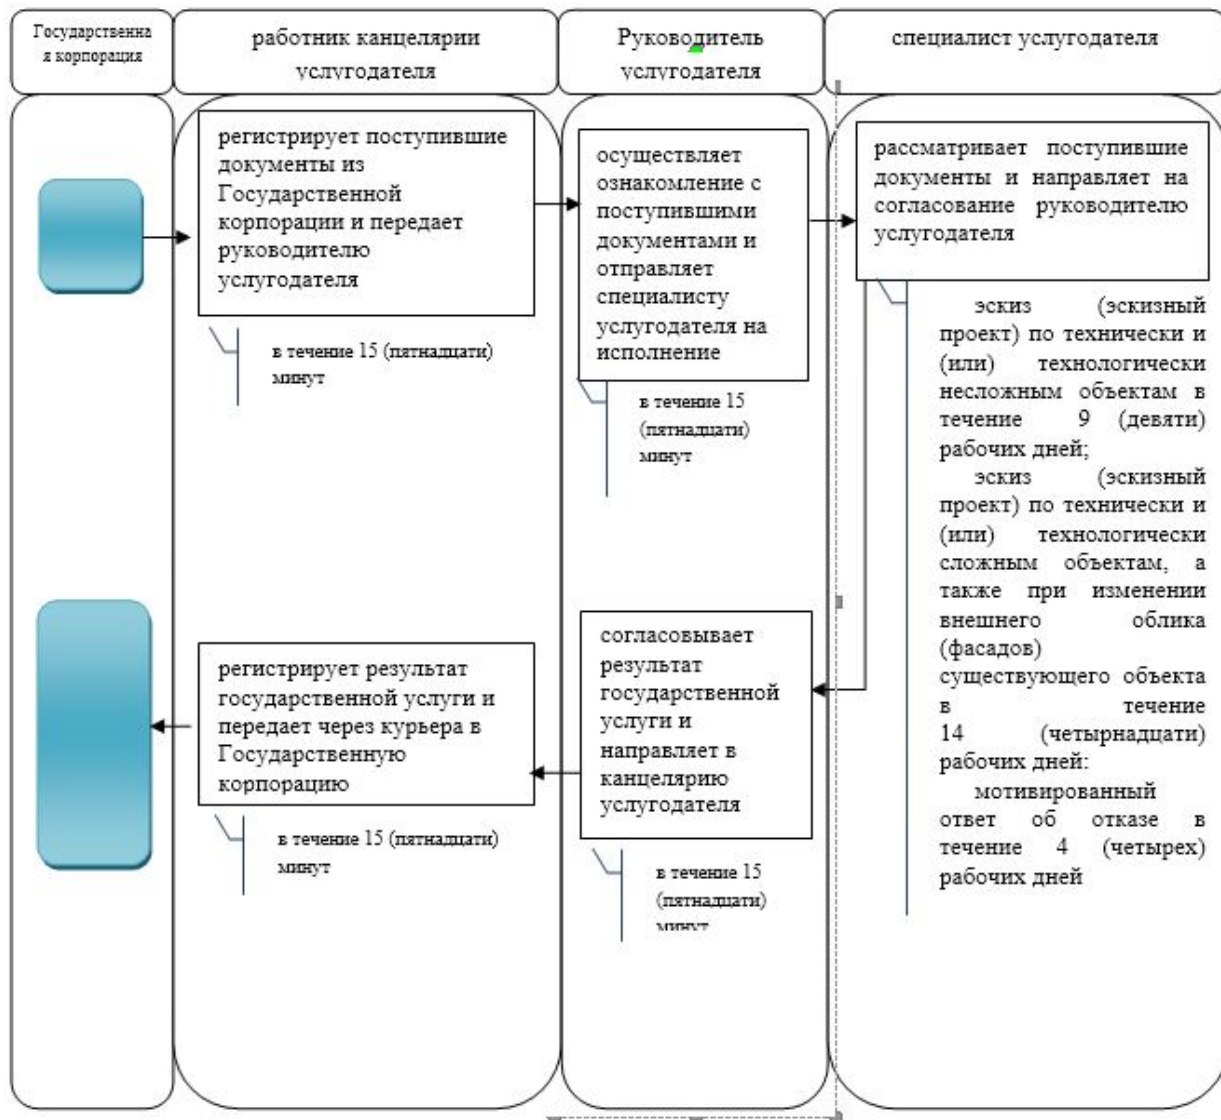 Государственна
я корпорация
работник канцелярии
услугодателя
Руководитель
услугодателя
специалист услугодателя
регистрирует поступившие
документы из
Государственной
корпорации и передает
руководителю
услугодателя
в течение 15 (пятнадцати)
минут
осуществляет
ознакомление с
поступившими
документами и
отправляет
специалисту
услугодателя на
исполнение
в течение 15
(пятнадцати)
минут
рассматривает поступившие
документы и направляет на
согласование руководителю
услугодателя
эскиз (эскизный
проект) по технически и
(или) технологически
несложным объектам в
течение 9 (девяти)
рабочих дней;
эскиз (эскизный
проект) по технически и
(или) технологически
сложным объектам, а
также при изменении
внешнего облика
(фасадов)
существующего объекта
в течение
14 (четырнадцати)
рабочих дней:
мотивированный
ответ об отказе в
течение 4 (четырех)
рабочих дней
согласовывает
результат
государственной
услуги и
направляет в
канцелярию
услугодателя
в течение 15
(пятнадцати)
минут
регистрирует результат
государственной услуги и
передает через курьера в
Государственную
корпорацию
в течение 15 (пятнадцати)
минут